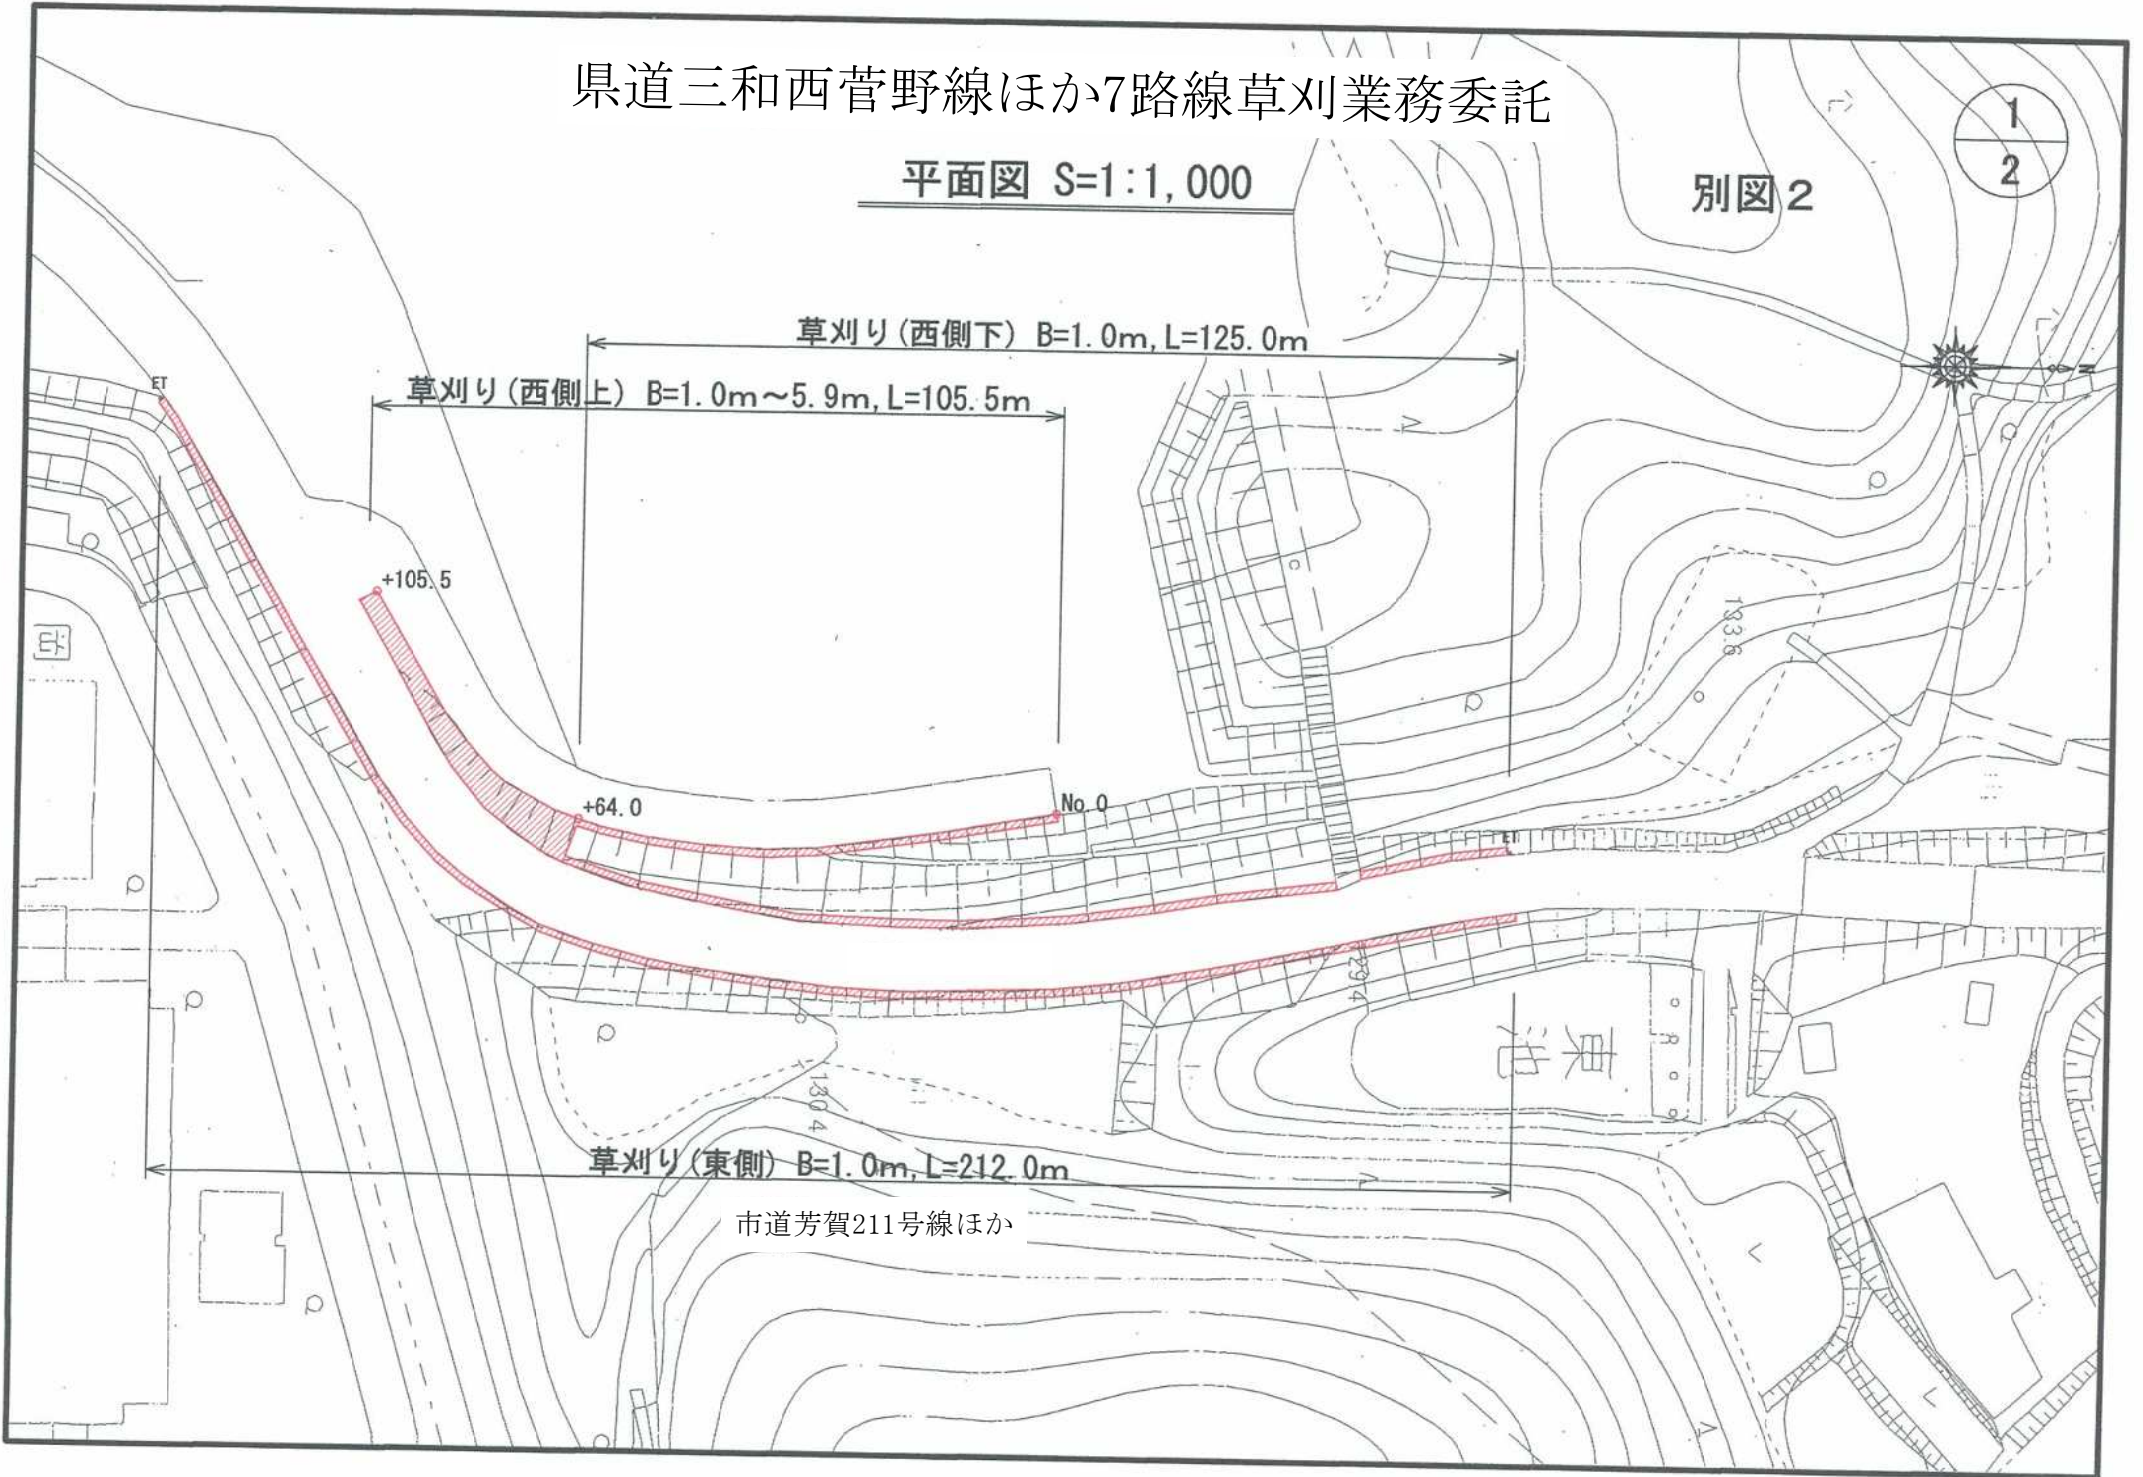 県道三和西菅野線ほか7路線草刈業務委託
1
2
平面図 S=1:1,000
別図2
草刈り(西側下) B=1.0m, L=125.0m
草刈り(西側上) B=1.0m～5.9m, L=105.5m
N
ET
+105.5
133.6
+64.0
No.0
ET
東池
130.4
草刈り(東側) B=1.0m, L=212.0m
市道芳賀211号線ほか